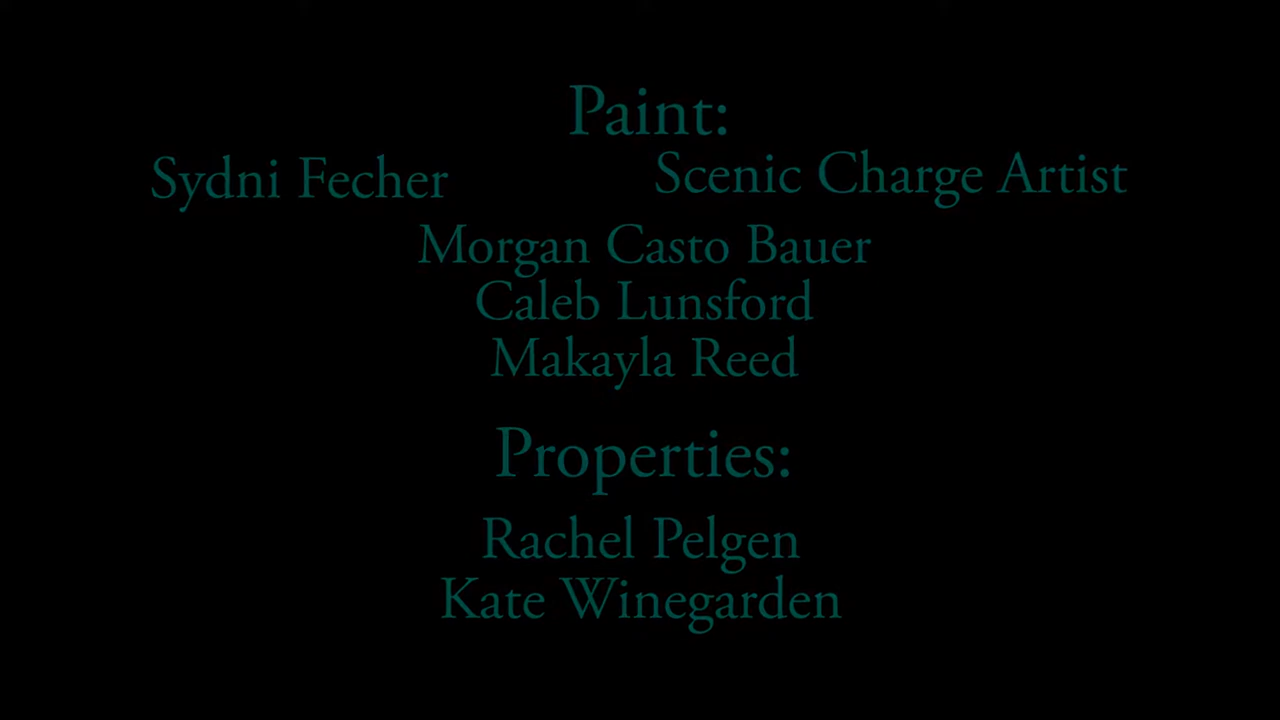 Paint:
Sydni Fecher Scenic Charge Artist
Morgan Casto Bauer
Caleb Lunsford
Makayla Reed
Properties:
Rachel Pelgen
Kate Winegarden